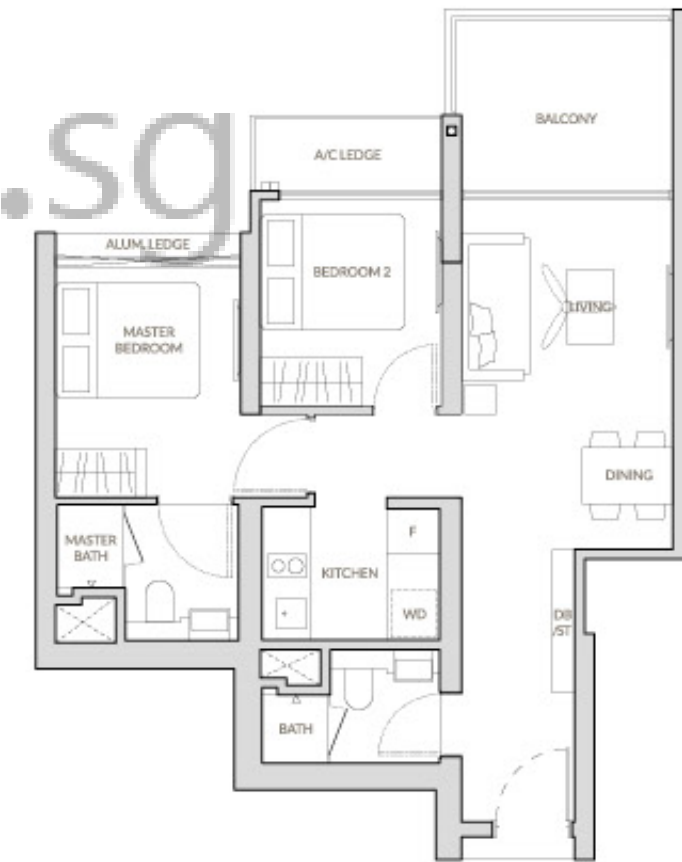 .sg
BALCONY
A/C LEDGE
ALUM. LEDGE
BEDROOM 2
MASTER
BEDROOM
LIVING
DINING
MASTER
BATH
KITCHEN
F
WD
DB
/ST
BATH